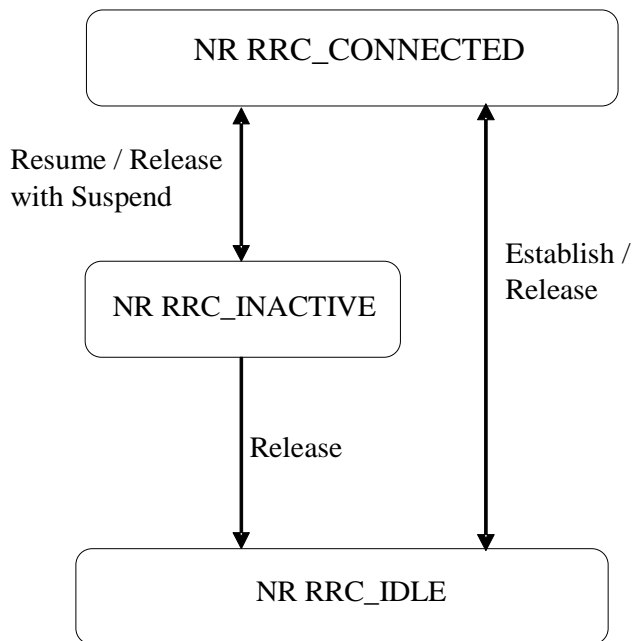 NR RRC_CONNECTED
Resume / Release
with Suspend
Establish /
Release
NR RRC_INACTIVE
Release
NR RRC_IDLE